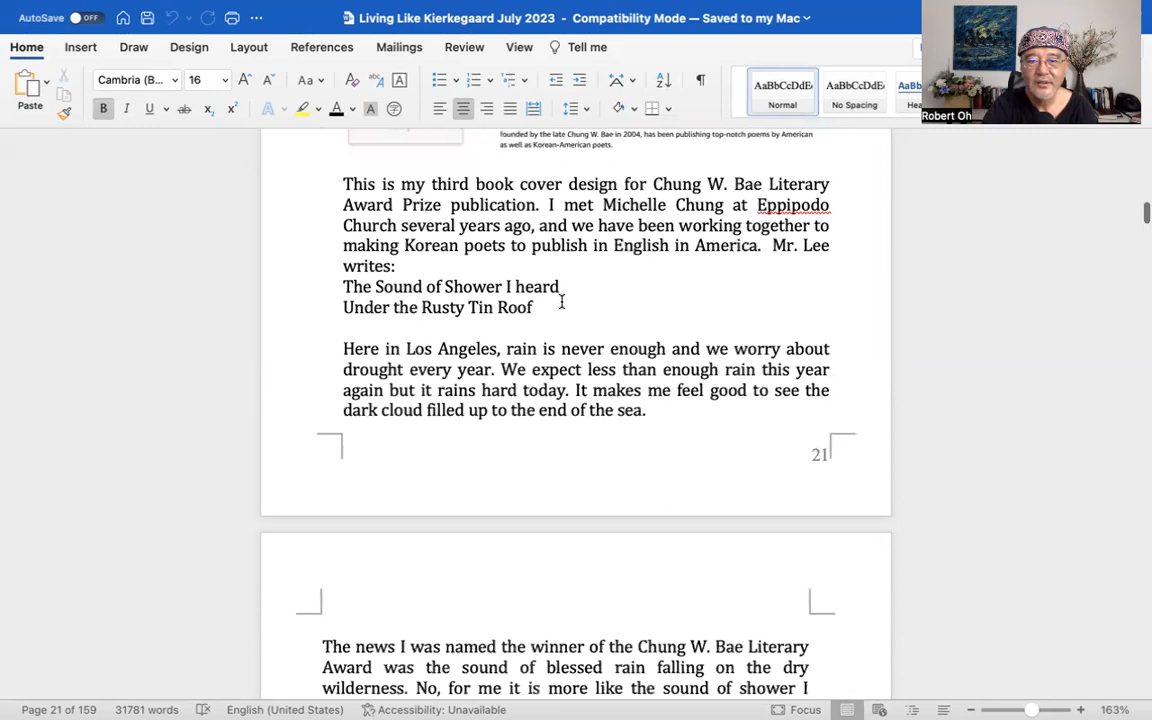 AutoSave OFF
Living Like Kierkegaard July 2023 - Compatibility Mode — Saved to my Mac
Home Insert Draw Design Layout References Mailings Review View Tell me
Paste
Cambria (B... 16
AaBbCcDdE AaBbCcDdE AaBb
Normal No Spacing Hea
Robert Oh
founded by the late Chung W. Bae in 2004, has been publishing top-notch poems by American
as well as Korean-American poets.
This is my third book cover design for Chung W. Bae Literary
Award Prize publication. I met Michelle Chung at Eppipodo
Church several years ago, and we have been working together to
making Korean poets to publish in English in America. Mr. Lee
writes:
The Sound of Shower I heard
Under the Rusty Tin Roof
Here in Los Angeles, rain is never enough and we worry about
drought every year. We expect less than enough rain this year
again but it rains hard today. It makes me feel good to see the
dark cloud filled up to the end of the sea.
21
The news I was named the winner of the Chung W. Bae Literary
Award was the sound of blessed rain falling on the dry
wilderness. No, for me it is more like the sound of shower I
Page 21 of 159 31781 words English (United States) Accessibility: Unavailable Focus 163%